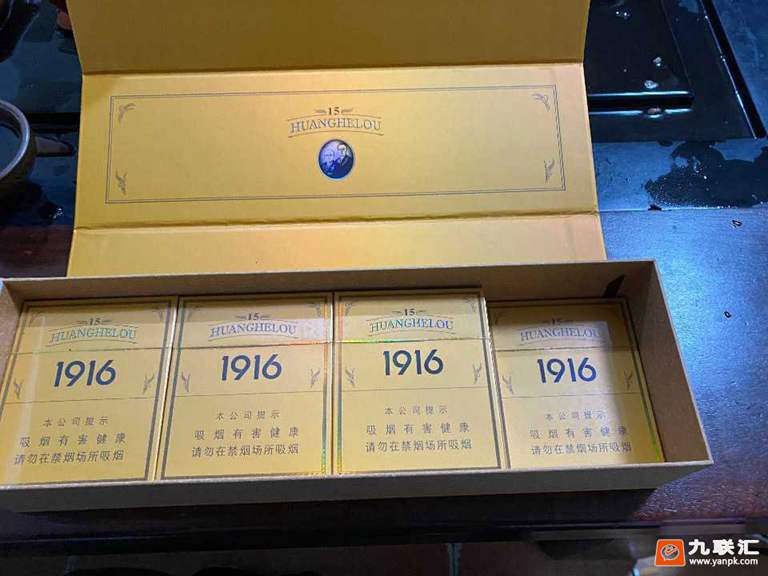 15
HUANGHELOU
15
HUANGHELOU
1916
本公司提示
吸烟有害健康
请勿在禁烟场所吸烟
15
HUANGHELOU
1916
本公司提示
吸烟有害健康
请勿在禁烟场所吸烟
15
HUANGHELOU
1916
本公司提示
吸烟有害健康
请勿在禁烟场所吸烟
15
HUANGHELOU
1916
本公司提示
吸烟有害健康
请勿在禁烟场所吸烟
九联汇
www.yanpk.com